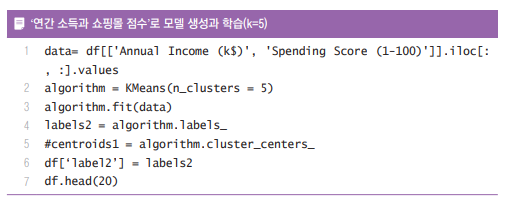 '연간 소득과 쇼핑몰 점수'로 모델 생성과 학습(k=5)
1 data= df[['Annual Income (k$)', 'Spending Score (1-100)']].iloc[:
, :].values
2 algorithm = KMeans(n_clusters = 5)
3 algorithm.fit(data)
4 labels2 = algorithm.labels_
5 #centroids1 = algorithm.cluster_centers_
6 df[‘label2’] = labels2
7 df.head(20)